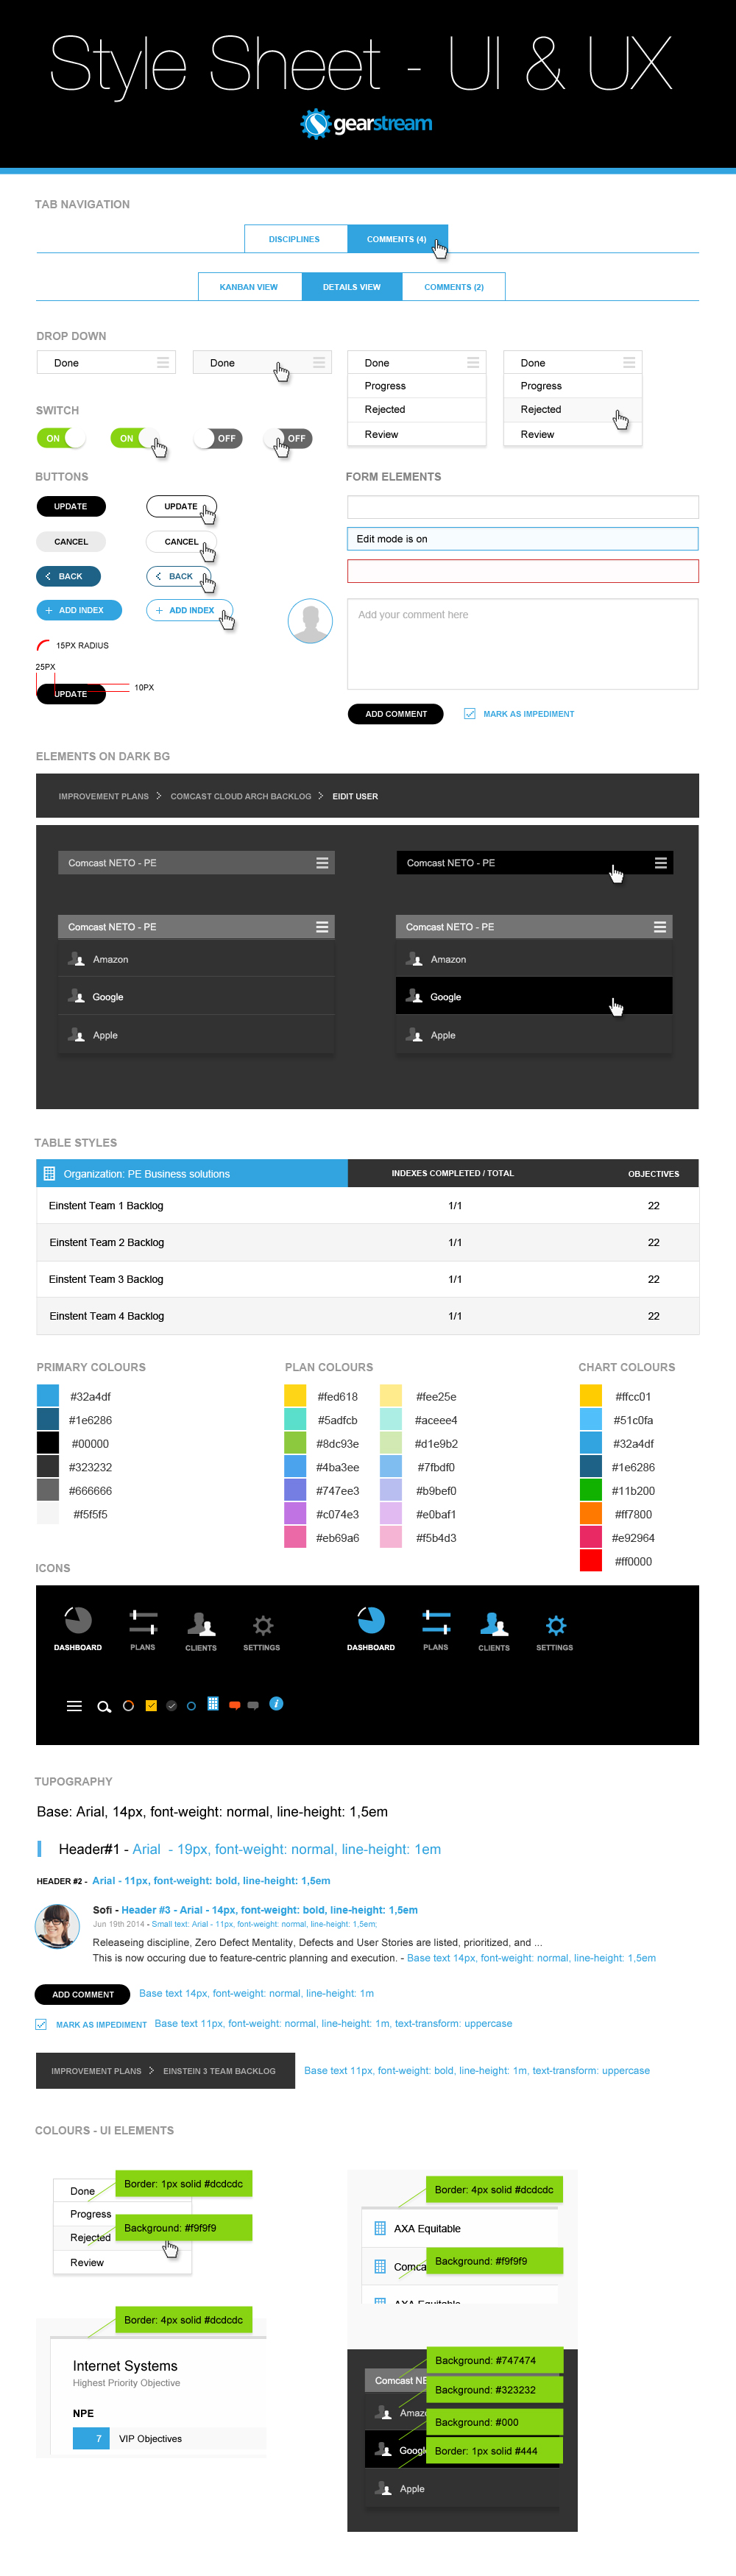 Style Sheet - UI & UX
gearstream
TAB NAVIGATION
DISCIPLINES
COMMENTS (4)
KANBAN VIEW
DETAILS VIEW
COMMENTS (2)
DROP DOWN
Done
Done
Done
Progress
Rejected
Review
Done
Progress
Rejected
Review
SWITCH
ON
ON
OFF
OFF
BUTTONS
UPDATE
UPDATE
CANCEL
CANCEL
BACK
BACK
ADD INDEX
ADD INDEX
15PX RADIUS
25PX
UPDATE
10PX
FORM ELEMENTS
Edit mode is on
Add your comment here
ADD COMMENT
MARK AS IMPEDIMENT
ELEMENTS ON DARK BG
IMPROVEMENT PLANS
COMCAST CLOUD ARCH BACKLOG
EIDIT USER
Comcast NETO - PE
Comcast NETO - PE
Comcast NETO - PE
Amazon
Google
Apple
Comcast NETO - PE
Amazon
Google
Apple
TABLE STYLES
Organization: PE Business solutions
INDEXES COMPLETED / TOTAL
OBJECTIVES
Einstent Team 1 Backlog
1/1
22
Einstent Team 2 Backlog
1/1
22
Einstent Team 3 Backlog
1/1
22
Einstent Team 4 Backlog
1/1
22
PRIMARY COLOURS
#32a4df
#1e6286
#00000
#323232
#666666
#f5f5f5
PLAN COLOURS
#fed618
#fee25e
#5adfcb
#aceee4
#8dc93e
#d1e9b2
#4ba3ee
#7fbdf0
#747ee3
#b9bef0
#c074e3
#e0baf1
#eb69a6
#f5b4d3
CHART COLOURS
#ffcc01
#51c0fa
#32a4df
#1e6286
#11b200
#ff7800
#e92964
#ff0000
ICONS
DASHBOARD
PLANS
CLIENTS
SETTINGS
DASHBOARD
PLANS
CLIENTS
SETTINGS
i
TUPOGRAPHY
Base: Arial, 14px, font-weight: normal, line-height: 1,5em
Header#1 - Arial - 19px, font-weight: normal, line-height: 1em
HEADER #2 - Arial - 11px, font-weight: bold, line-height: 1,5em
Sofi - Header #3 - Arial - 14px, font-weight: bold, line-height: 1,5em
Jun 19th 2014 - Small text: Arial - 11px, font-weight: normal, line-height: 1,5em;
Releaseing discipline, Zero Defect Mentality, Defects and User Stories are listed, prioritized, and ...
This is now occuring due to feature-centric planning and execution. - Base text 14px, font-weight: normal, line-height: 1,5em
ADD COMMENT
Base text 14px, font-weight: normal, line-height: 1m
MARK AS IMPEDIMENT
Base text 11px, font-weight: normal, line-height: 1m, text-transform: uppercase
IMPROVEMENT PLANS
EINSTEIN 3 TEAM BACKLOG
Base text 11px, font-weight: bold, line-height: 1m, text-transform: uppercase
COLOURS - UI ELEMENTS
Done
Border: 1px solid #dcdcdc
Progress
Background: #f9f9f9
Rejected
Review
Border: 4px solid #dcdcdc
Internet Systems
Highest Priority Objective
NPE
7
VIP Objectives
Border: 4px solid #dcdcdc
AXA Equitable
Comca
Background: #f9f9f9
AXA Equitable
Background: #747474
Comcast NE
Background: #323232
Amaz
Background: #000
Googl
Border: 1px solid #444
Apple